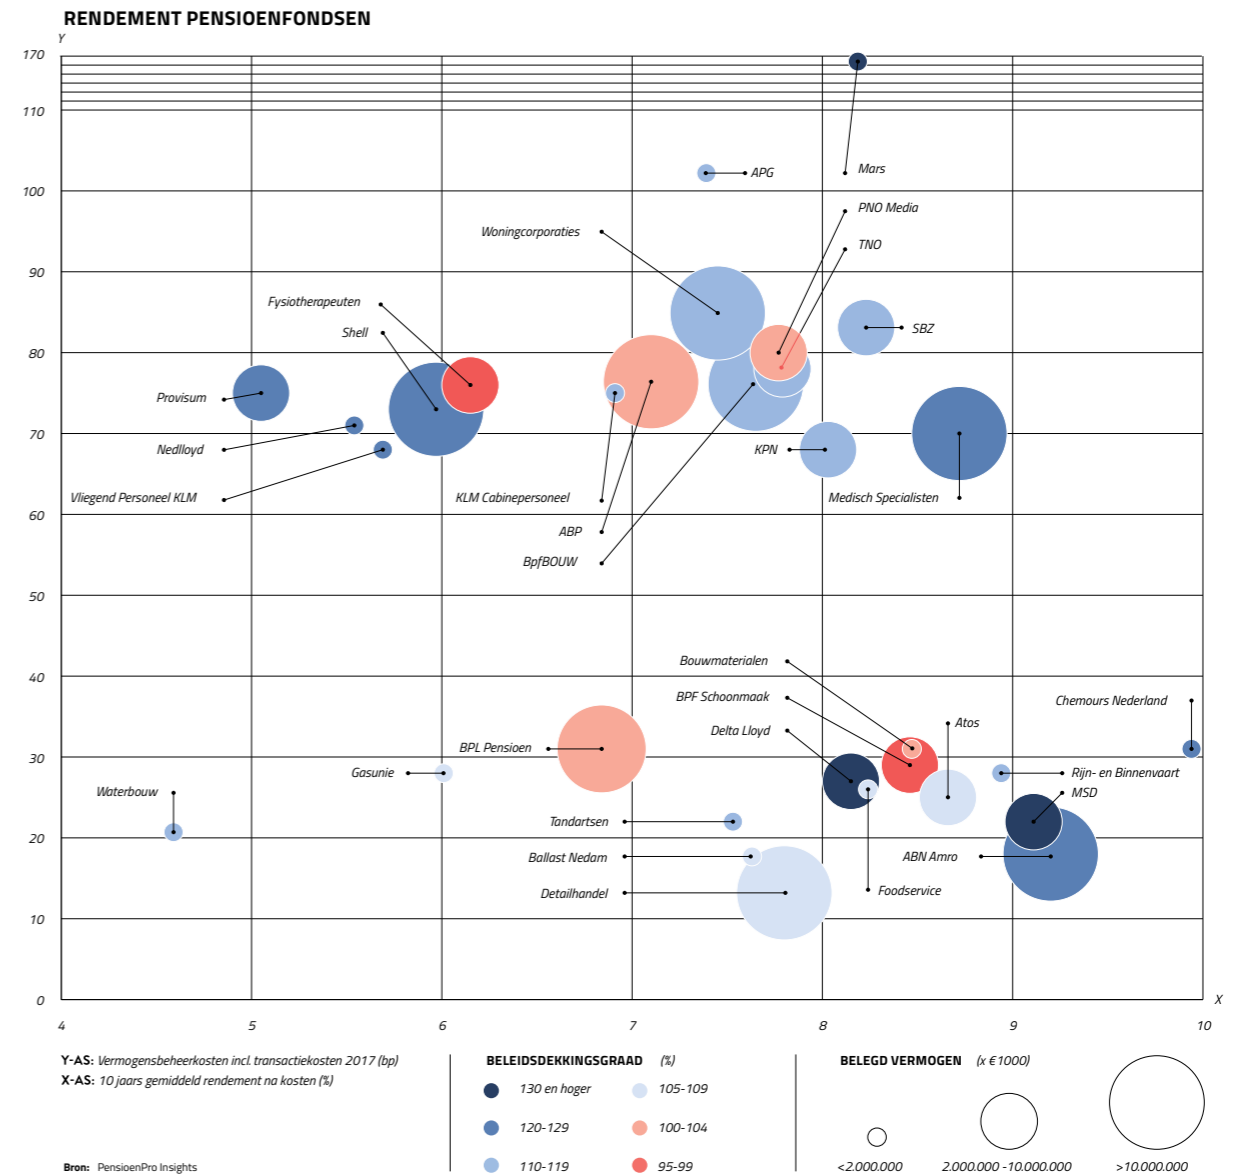 RENDEMENT PENSIOENFONDSEN
Y
170
110
100
90
80
70
60
50
40
30
20
10
0
4 5 6 7 8 9 10
X
Mars
APG
PNO Media
Woningcorporaties
TNO
Fysiotherapeuten
Shell
SBZ
Provisum
Nedlloyd
KPN
Vliegend Personeel KLM
KLM Cabinepersoneel
Medisch Specialisten
ABP
BpfBOUW
Bouwmaterialen
BPF Schoonmaak
Chemours Nederland
Atos
Delta Lloyd
BPL Pensioen
Gasunie
Rijn- en Binnenvaart
Waterbouw
MSD
Tandartsen
Ballast Nedam
ABN Amro
Detailhandel
Foodservice
Y-AS: Vermogensbeheerkosten incl. transactiekosten 2017 (bp)
X-AS: 10 jaars gemiddeld rendement na kosten (%)
Bron: PensioenPro Insights
BELEIDSDEKKINGSGRAAD (%)
130 en hoger
105-109
120-129
100-104
110-119
95-99
BELEGD VERMOGEN (x €1000)
<2.000.000
2.000.000 -10.000.000
>10.000.000